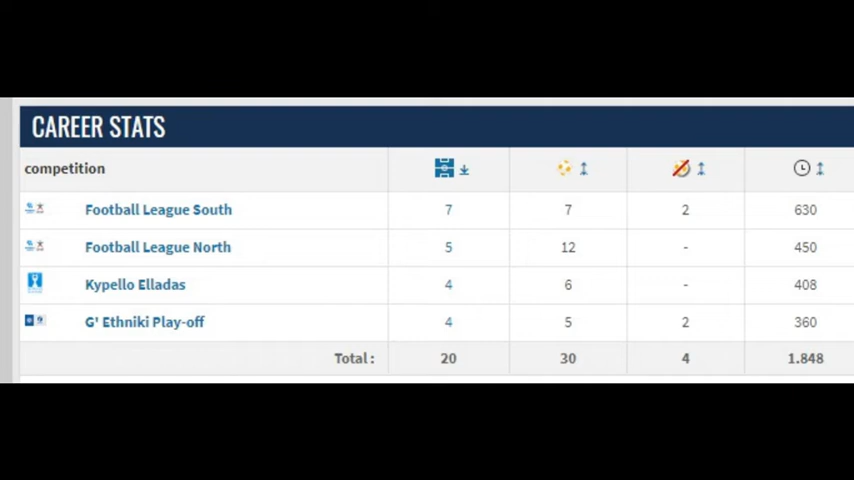 CAREER STATS
competition
Football League South 7 7 2 630
Football League North 5 12 - 450
Kypello Elladas 4 6 - 408
G' Ethniki Play-off 4 5 2 360
Total : 20 30 4 1.848